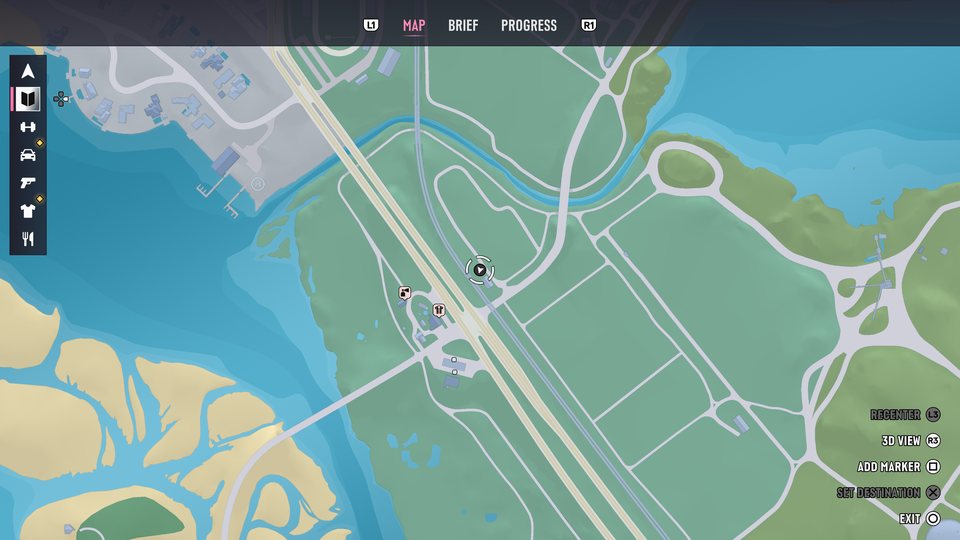 L1 MAP BRIEF PROGRESS R1
RECENTER L3
3D VIEW R3
ADD MARKER
SET DESTINATION
EXIT